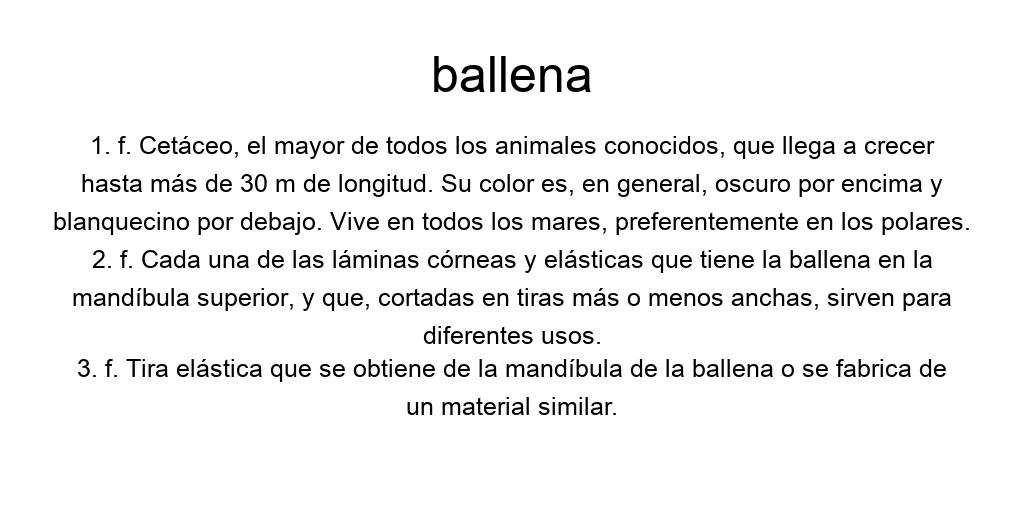 ballena
1. f. Cetáceo, el mayor de todos los animales conocidos, que llega a crecer
hasta más de 30 m de longitud. Su color es, en general, oscuro por encima y
blanquecino por debajo. Vive en todos los mares, preferentemente en los polares.
2. f. Cada una de las láminas córneas y elásticas que tiene la ballena en la
mandíbula superior, y que, cortadas en tiras más o menos anchas, sirven para
diferentes usos.
3. f. Tira elástica que se obtiene de la mandíbula de la ballena o se fabrica de
un material similar.